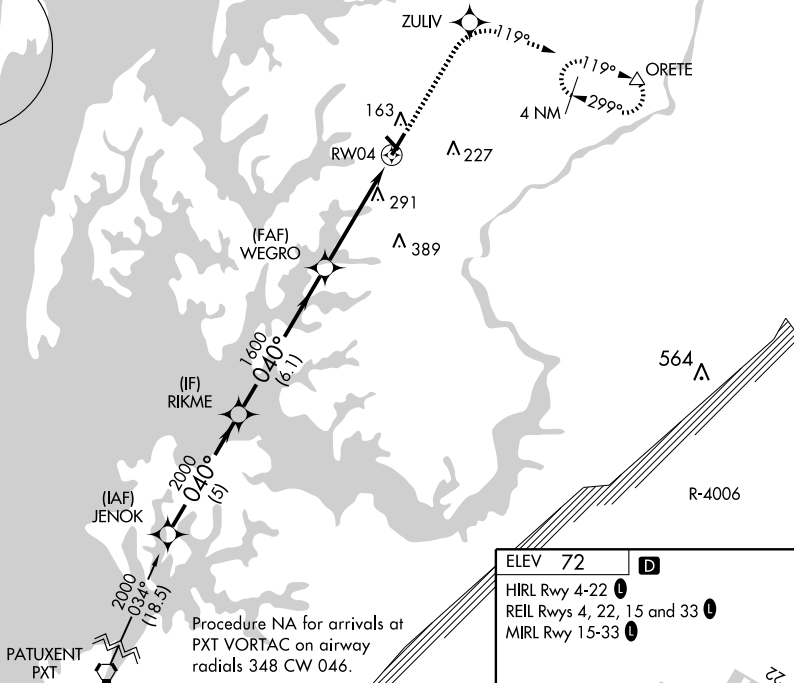 ZULIV
119°
119°
ORETE
299°
4 NM
163
RW04
227
291
(FAF)
WEGRO
389
1600
040°
(6.1)
564
(IF)
RIKME
2000
040°
(5)
R-4006
(IAF)
JENOK
2000
034°
(18.5)
ELEV 72 D
HIRL Rwy 4-22 L
REIL Rwys 4, 22, 15 and 33 L
MIRL Rwy 15-33 L
Procedure NA for arrivals at
PXT VORTAC on airway
radials 348 CW 046.
PATUXENT
PXT
22